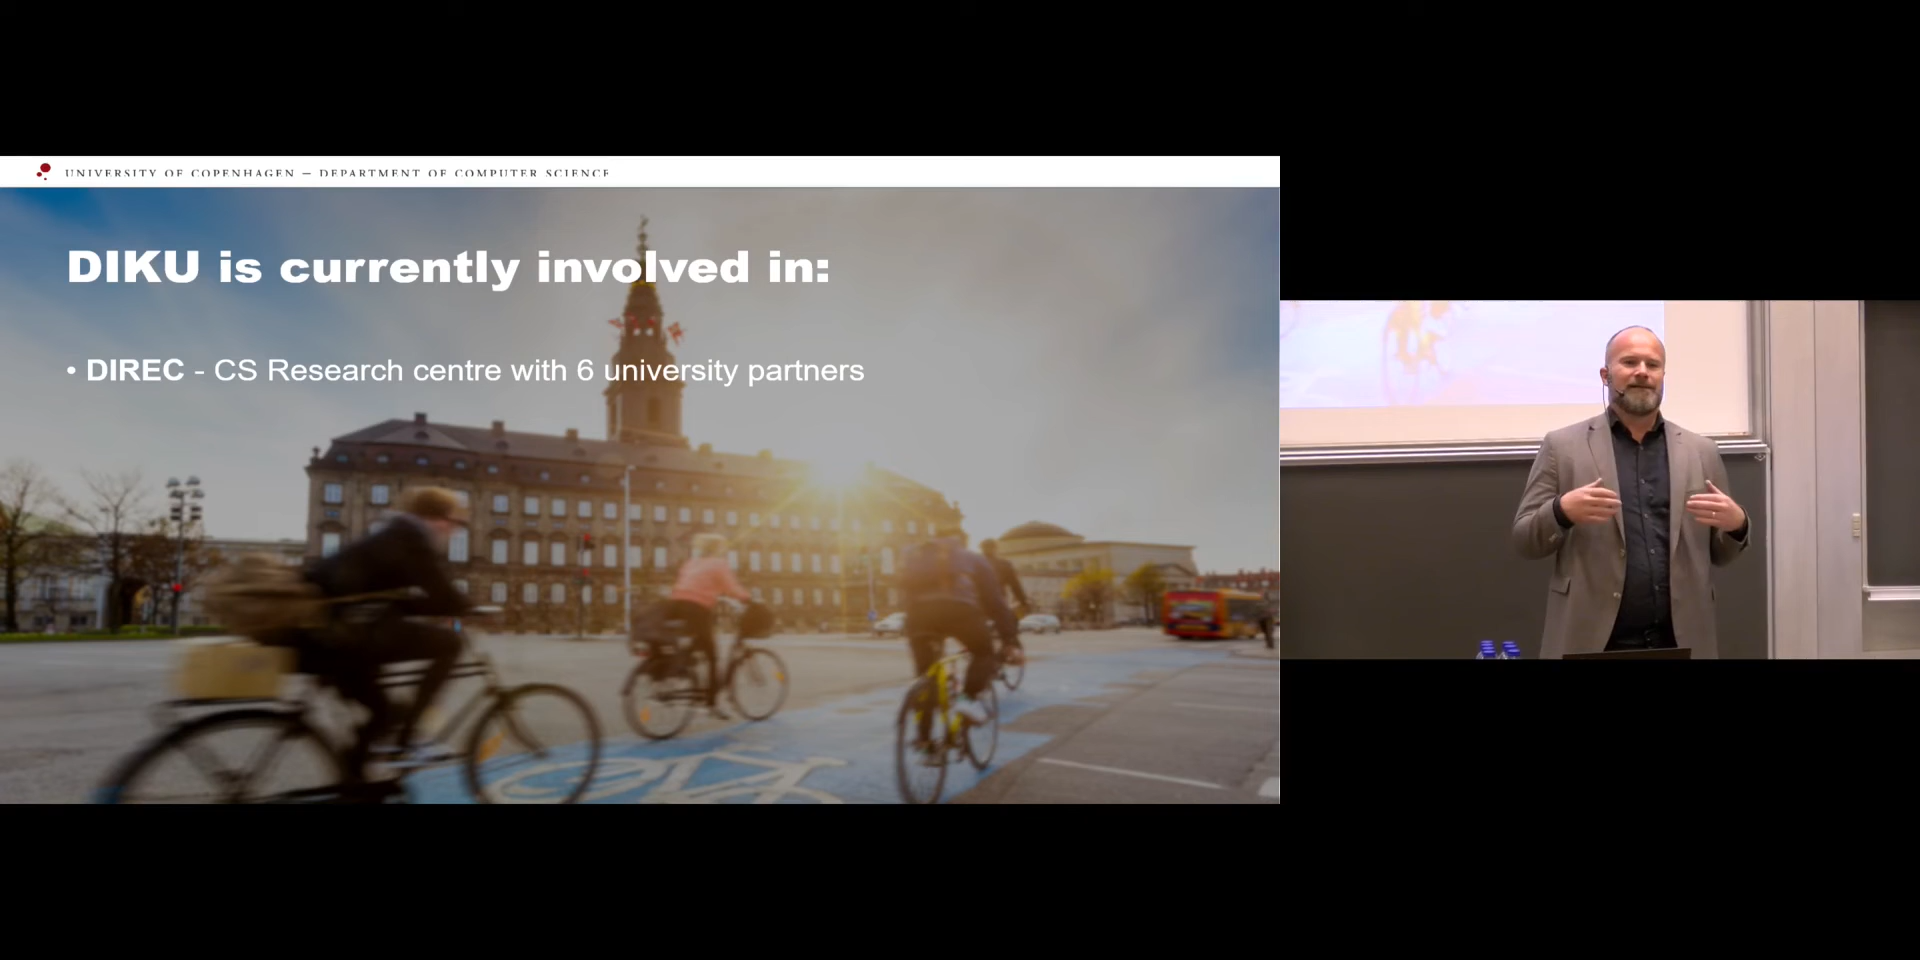 UNIVERSITY OF COPENHAGEN – DEPARTMENT OF COMPUTER SCIENCE
DIKU is currently involved in:
• DIREC - CS Research centre with 6 university partners